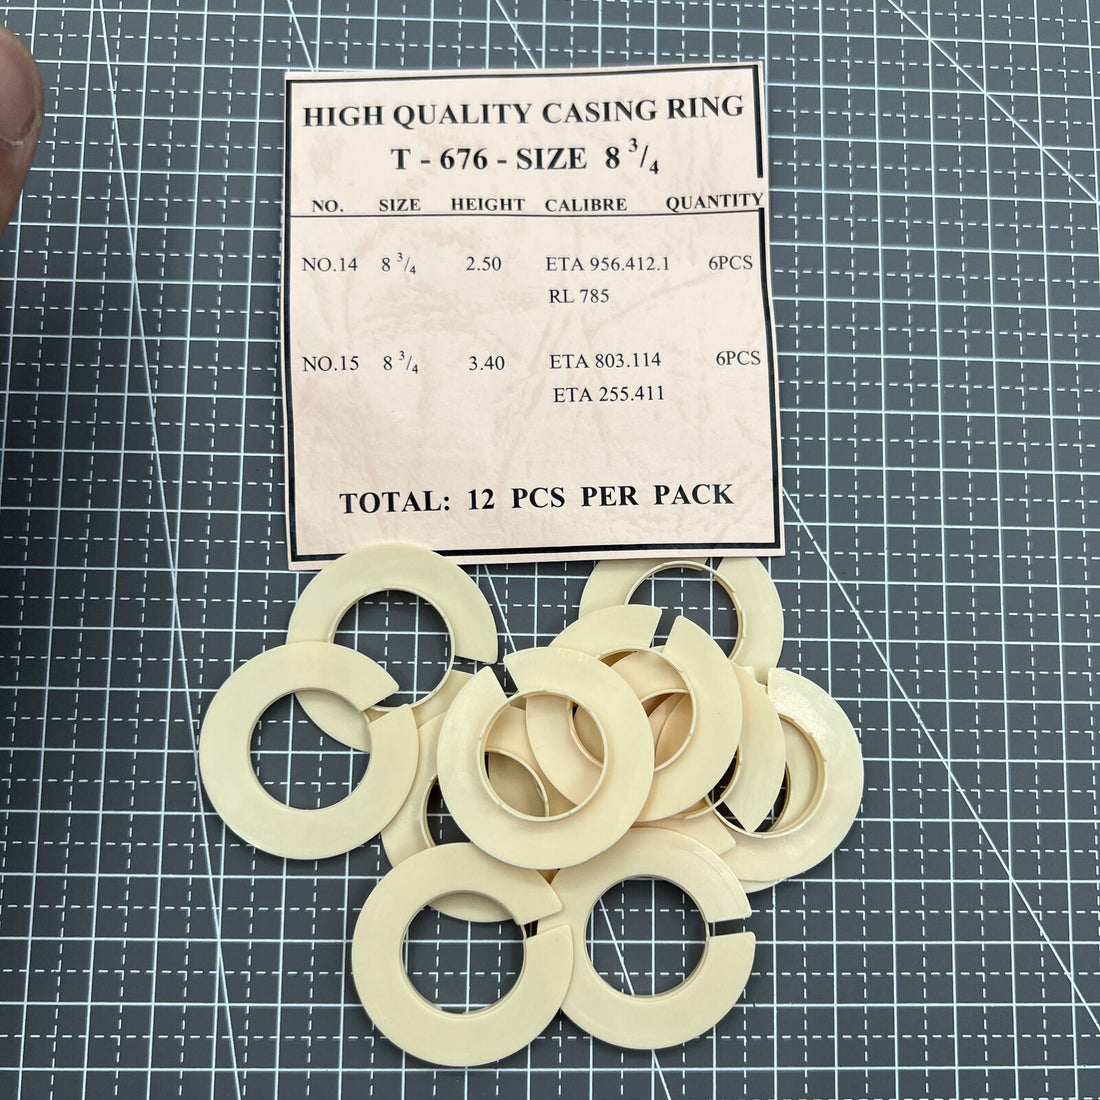 HIGH QUALITY CASING RING
T - 676 - SIZE 8 3/4
NO. SIZE HEIGHT CALIBRE QUANTITY
NO.14 8 3/4 2.50 ETA 956.412.1 6PCS
RL 785
NO.15 8 3/4 3.40 ETA 803.114 6PCS
ETA 255.411
TOTAL: 12 PCS PER PACK